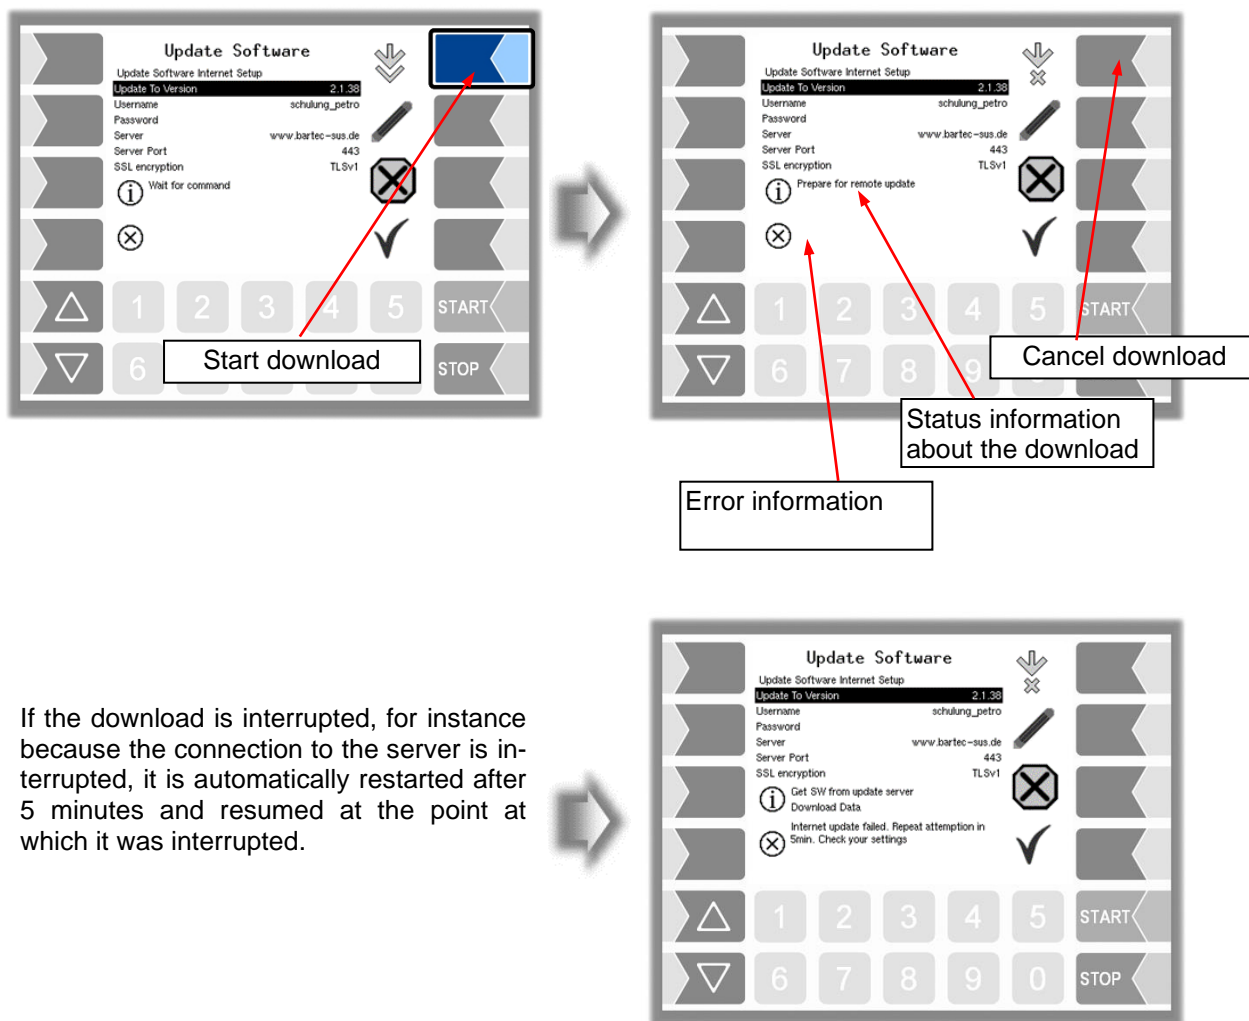 Update Software
Update Software Internet Setup
Update To Version 2.1.38
Username schulung_petro
Password
Server www.bartec-sus.de
Server Port 443
SSL encryption TLSv1
Wait for command
1 2 3 4 5 START
6 STOP
Start download
Update Software
Update Software Internet Setup
Update To Version 2.1.38
Username schulung_petro
Password
Server www.bartec-sus.de
Server Port 443
SSL encryption TLSv1
Prepare for remote update
1 2 3 4 5 START
6 7 8 9
Cancel download
Status information
about the download
Error information
If the download is interrupted, for instance
because the connection to the server is in-
terrupted, it is automatically restarted after
5 minutes and resumed at the point at
which it was interrupted.
Update Software
Update Software Internet Setup
Update To Version 2.1.38
Username schulung_petro
Password
Server www.bartec-sus.de
Server Port 443
SSL encryption TLSv1
Get SW from update server
Download Data
Internet update failed. Repeat attemption in
5min. Check your settings
1 2 3 4 5 START
6 7 8 9 0 STOP